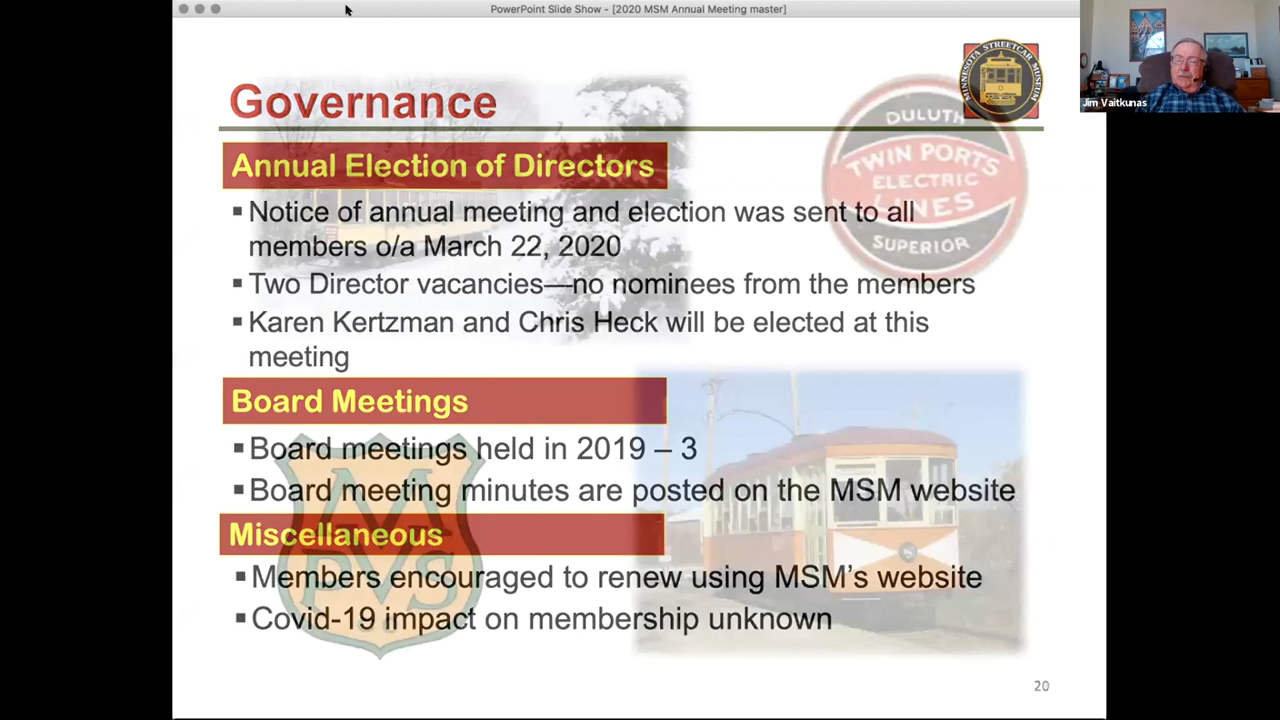 PowerPoint Slide Show - [2020 MSM Annual Meeting master]
MINNESOTA STREETCAR MUSEUM
Jim Vaitkunas
Governance
DULUTH
TWIN PORTS
ELECTRIC
LINES
SUPERIOR
Annual Election of Directors
▪ Notice of annual meeting and election was sent to all
members o/a March 22, 2020
▪ Two Director vacancies—no nominees from the members
▪ Karen Kertzman and Chris Heck will be elected at this
meeting
Board Meetings
▪ Board meetings held in 2019 – 3
▪ Board meeting minutes are posted on the MSM website
Miscellaneous
▪ Members encouraged to renew using MSM's website
▪ Covid-19 impact on membership unknown
20